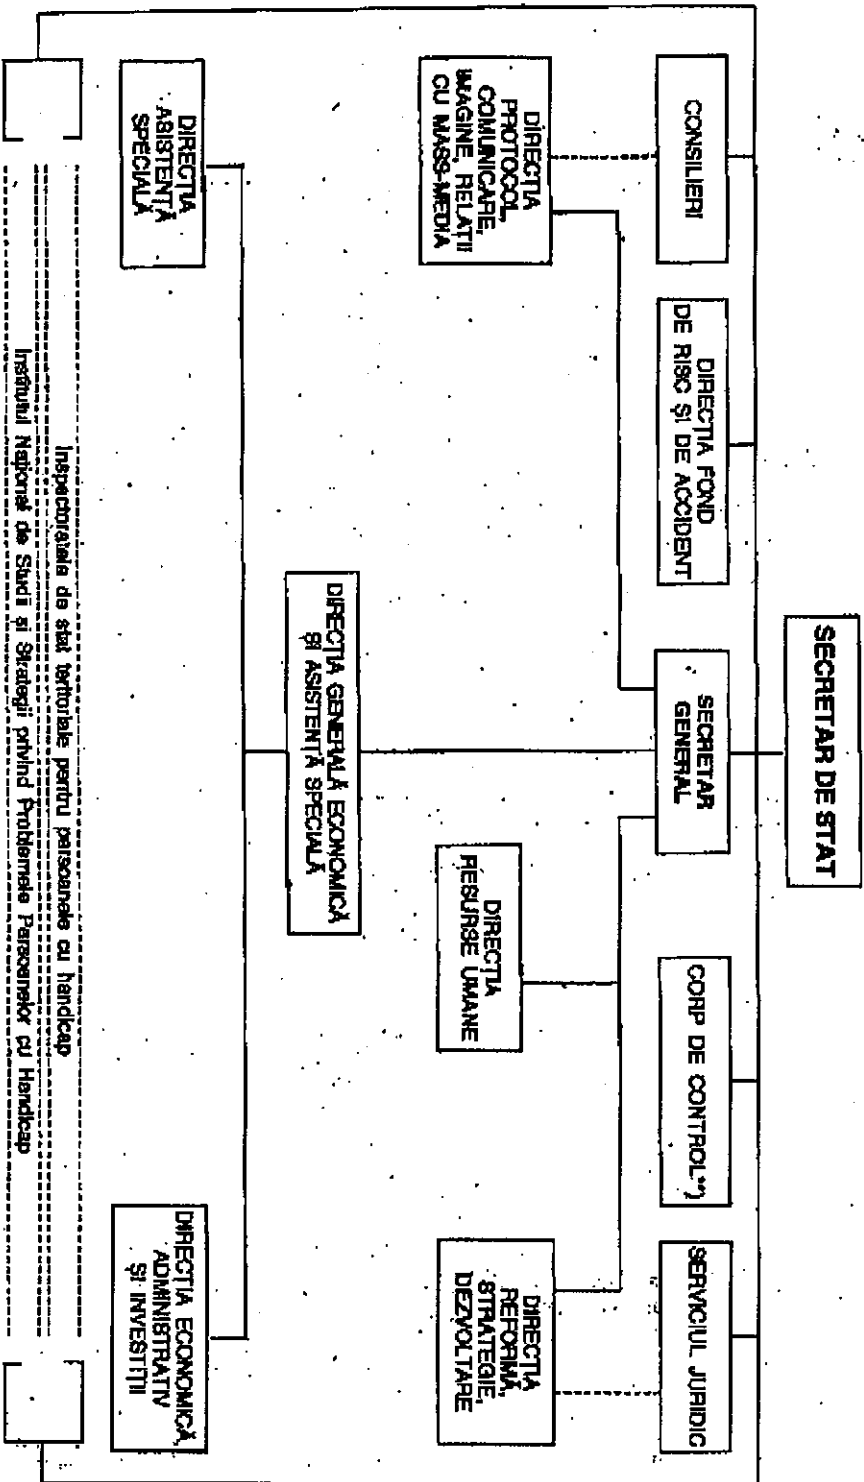 SECRETAR DE STAT
CONSILIERI
DIRECȚIA FOND
DE RISC ȘI DE ACCIDENT
SECRETAR
GENERAL
CORP DE CONTROL**)
SERVICIUL JURIDIC
DIRECȚIA
PROTOCOL,
COMUNICARE,
IMAGINE, RELAȚII
CU MASS-MEDIA
DIRECȚIA
RESURSE UMANE
DIRECȚIA
REFORMĂ,
STRATEGIE,
DEZVOLTARE
DIRECȚIA GENERALĂ ECONOMICĂ
ȘI ASISTENȚĂ SPECIALĂ
DIRECȚIA
ASISTENȚĂ
SPECIALĂ
DIRECȚIA ECONOMICĂ,
ADMINISTRATIV
ȘI INVESTIȚII
Inspectoratele de stat teritoriale pentru persoanele cu handicap
Institutul Național de Studii și Strategii privind Problemele Persoanelor cu Handicap